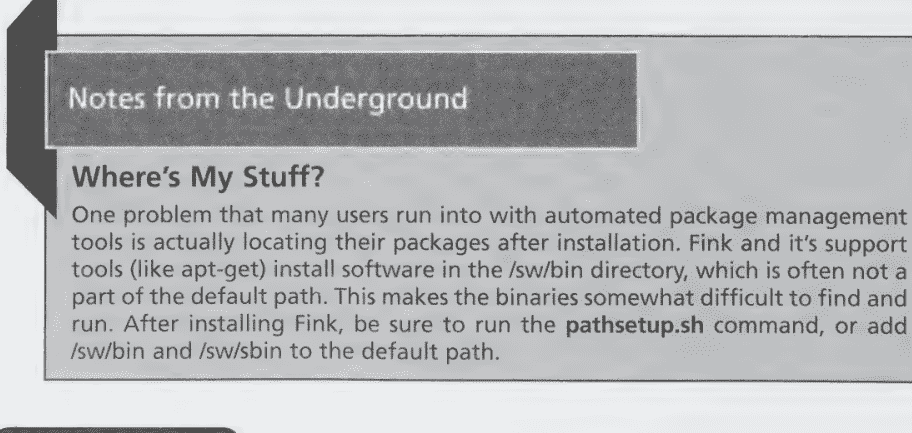 Notes from the Underground
Where's My Stuff?
One problem that many users run into with automated package management
tools is actually locating their packages after installation. Fink and it's support
tools (like apt-get) install software in the /sw/bin directory, which is often not a
part of the default path. This makes the binaries somewhat difficult to find and
run. After installing Fink, be sure to run the pathsetup.sh command, or add
/sw/bin and /sw/sbin to the default path.